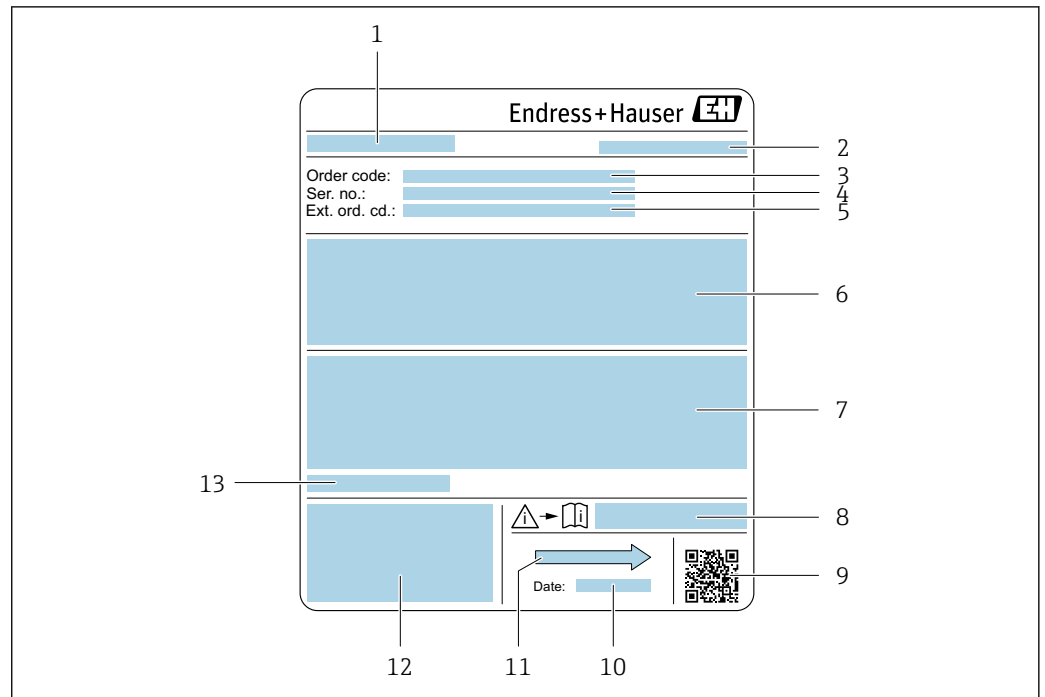 1
Endress+Hauser EH
2
Order code: 3
Ser. no.: 4
Ext. ord. cd.: 5
6
7
13
i i 8
9
Date:
12 11 10